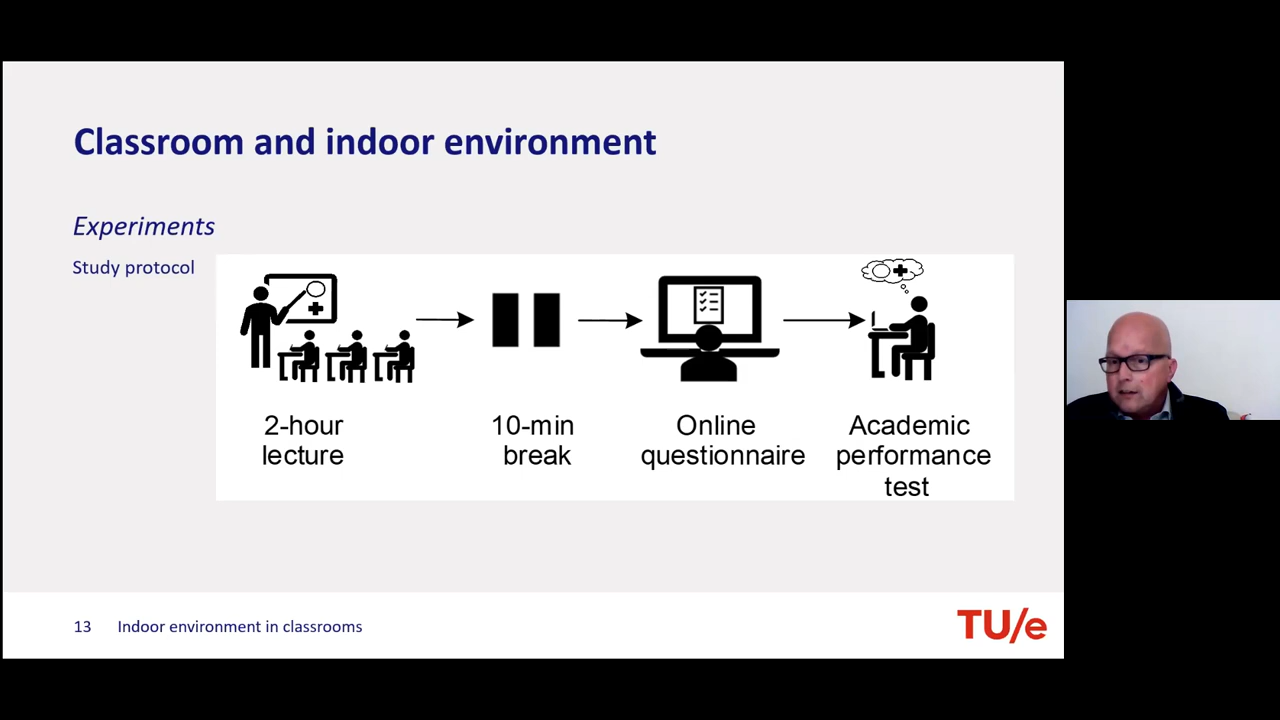 Classroom and indoor environment
Experiments
Study protocol
2-hour
lecture
10-min
break
Online
questionnaire
Academic
performance
test
13 Indoor environment in classrooms
TU/e